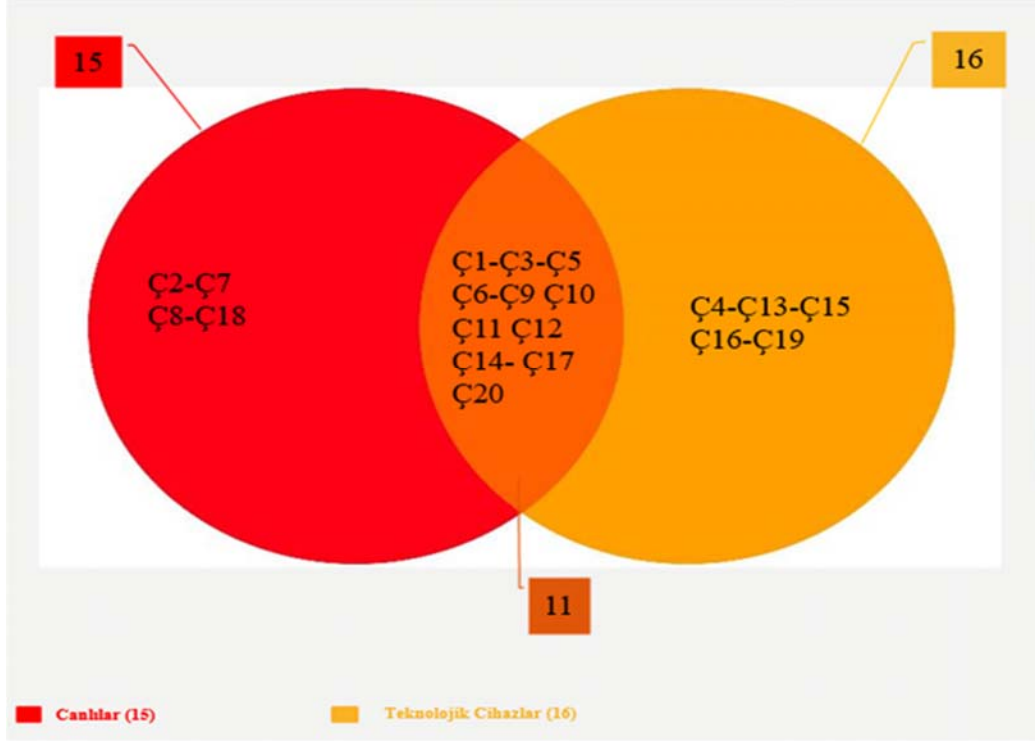 15
16
Ç2-Ç7
Ç8-Ç18
Ç1-Ç3-Ç5
Ç6-Ç9 Ç10
Ç11 Ç12
Ç14- Ç17
Ç20
Ç4-Ç13-Ç15
Ç16-Ç19
11
Canlılar (15)
Teknolojik Cihazlar (16)